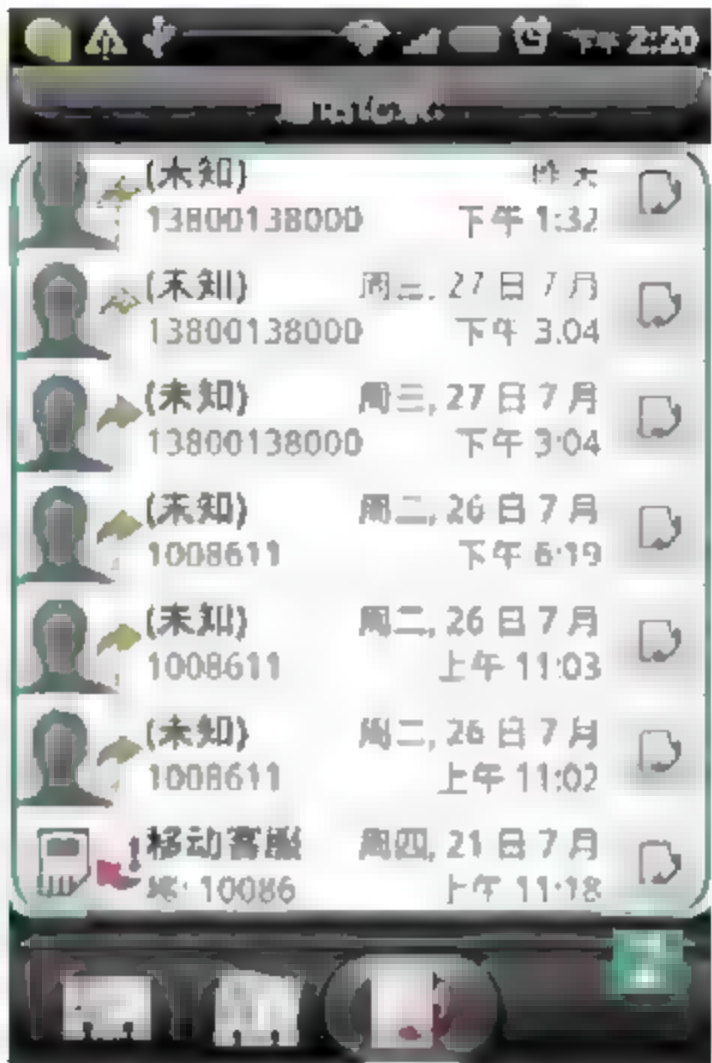 下午 2:20
(未知) 昨天
13800138000 下午 1:32
(未知) 周三, 27 日 7 月
13800138000 下午 3:04
(未知) 周三, 27 日 7 月
13800138000 下午 3:04
(未知) 周二, 26 日 7 月
1008611 下午 6:19
(未知) 周二, 26 日 7 月
1008611 上午 11:03
(未知) 周二, 26 日 7 月
1008611 上午 11:02
移动客服 周四, 21 日 7 月
10086 上午 11:18